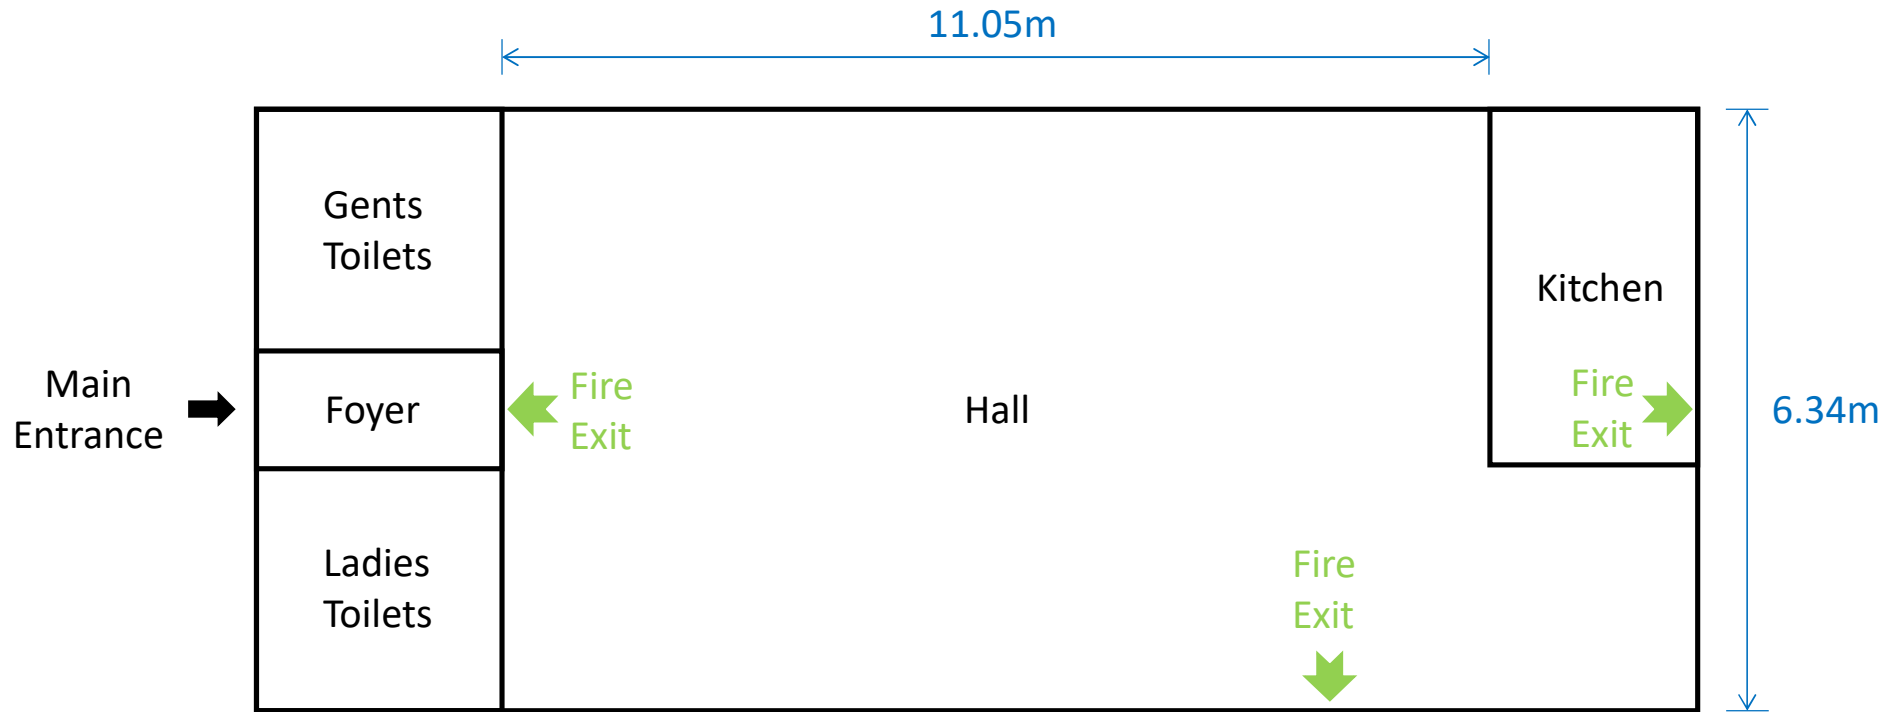 11.05m
Gents
Toilets
Kitchen
Main
Entrance
Foyer
Fire
Exit
Hall
Fire
Exit
6.34m
Ladies
Toilets
Fire
Exit